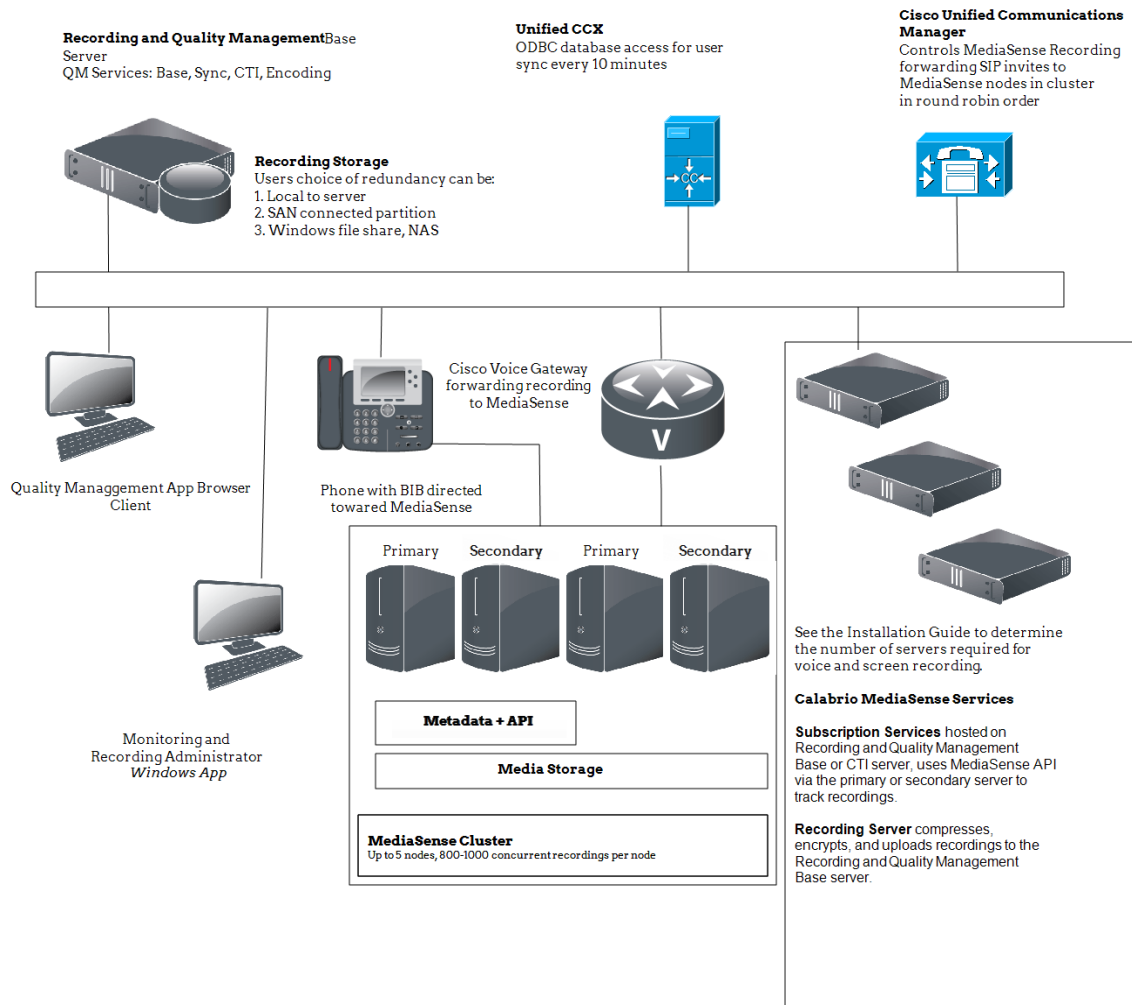 Recording and Quality ManagementBase
Server
QM Services: Base, Sync, CTI, Encoding
Unified CCX
ODBC database access for user
sync every 10 minutes
Cisco Unified Communications
Manager
Controls MediaSense Recording
forwarding SIP invites to
MediaSense nodes in cluster
in round robin order
Recording Storage
Users choice of redundancy can be:
1. Local to server
2. SAN connected partition
3. Windows file share, NAS
CC
Cisco Voice Gateway
forwarding recording
to MediaSense
V
Quality Managgement App Browser
Client
Phone with BIB directed
towared MediaSense
Primary
Secondary
Primary
Secondary
Metadata + API
Media Storage
MediaSense Cluster
Up to 5 nodes, 800-1000 concurrent recordings per node
Monitoring and
Recording Administrator
Windows App
See the Installation Guide to determine
the number of servers required for
voice and screen recording.
Calabrio MediaSense Services
Subscription Services hosted on
Recording and Quality Management
Base or CTI server, uses MediaSense API
via the primary or secondary server to
track recordings.
Recording Server compresses,
encrypts, and uploads recordings to the
Recording and Quality Management
Base server.